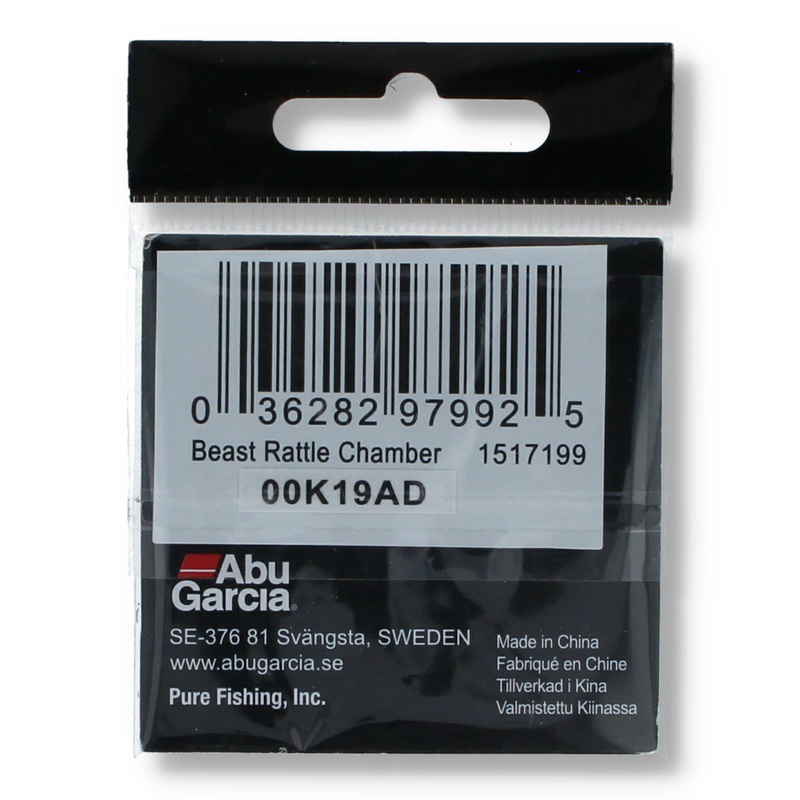 0 36282 97992 5
Beast Rattle Chamber 1517199
00K19AD
Abu
Garcia®
SE-376 81 Svängsta, SWEDEN
www.abugarcia.se
Pure Fishing, Inc.
Made in China
Fabriqué en Chine
Tillverkad i Kina
Valmistettu Kiinassa